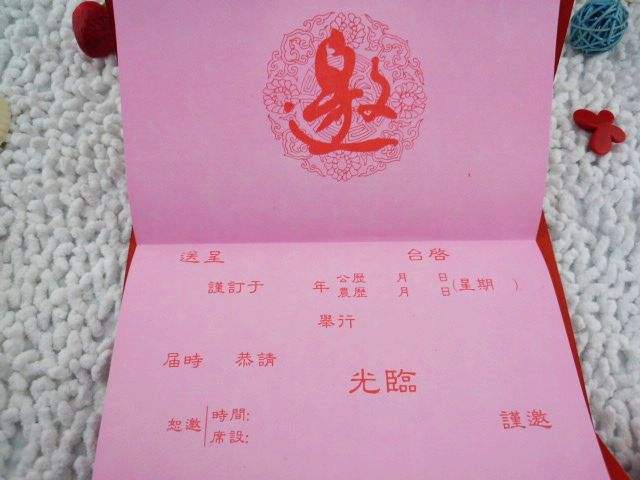 邀
送呈 台啓
謹訂于 年 公歷 月 日 (星期 )
農歷 月 日
舉行
届時 恭請
光臨
恕邀 時間: 謹邀
席設: